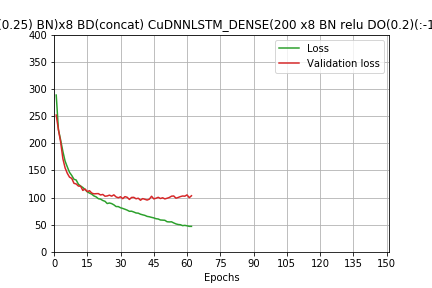 (0.25) BN)x8 BD(concat) CuDNNLSTM_DENSE(200 x8 BN relu DO(0.2)(:-1
400
350
300
250
200
150
100
50
0
Loss
Validation loss
0 15 30 45 60 75 90 105 120 135 150
Epochs